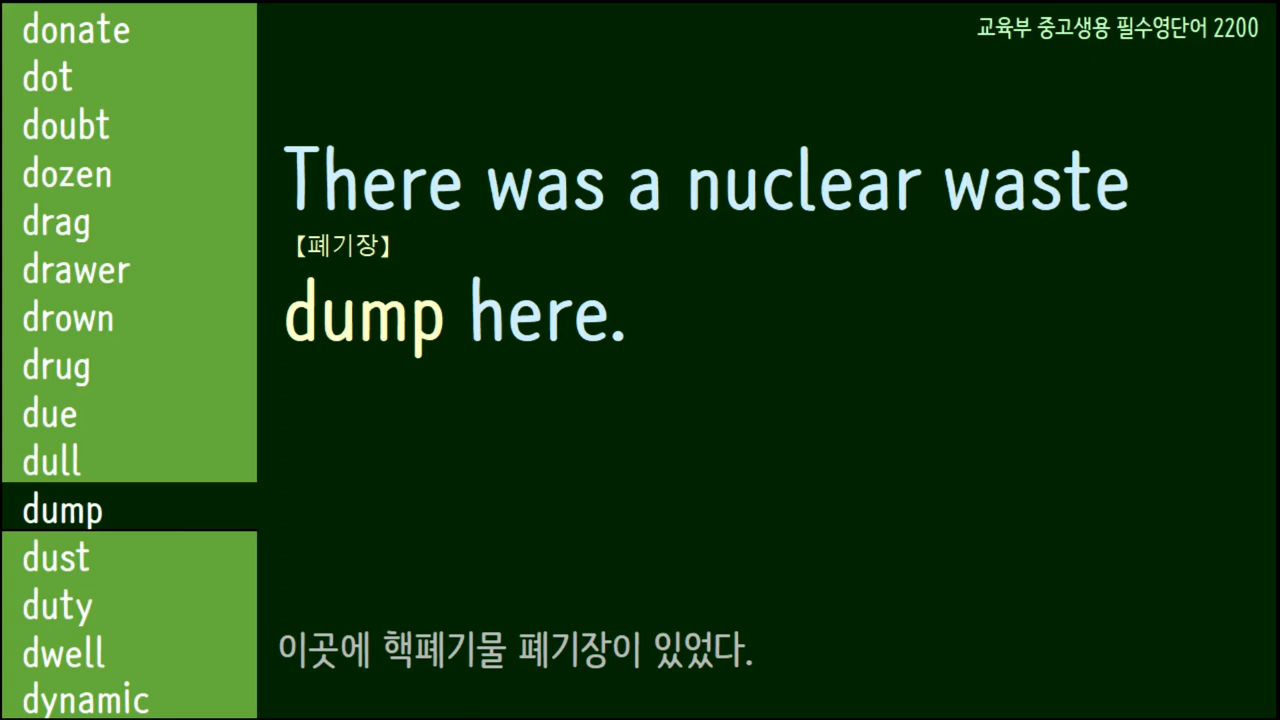 donate
dot
doubt
dozen
drag
drawer
drown
drug
due
dull
dump
dust
duty
dwell
dynamic
교육부 중고생용 필수영단어 2200
There was a nuclear waste
【폐기장】
dump here.
이곳에 핵폐기물 폐기장이 있었다.